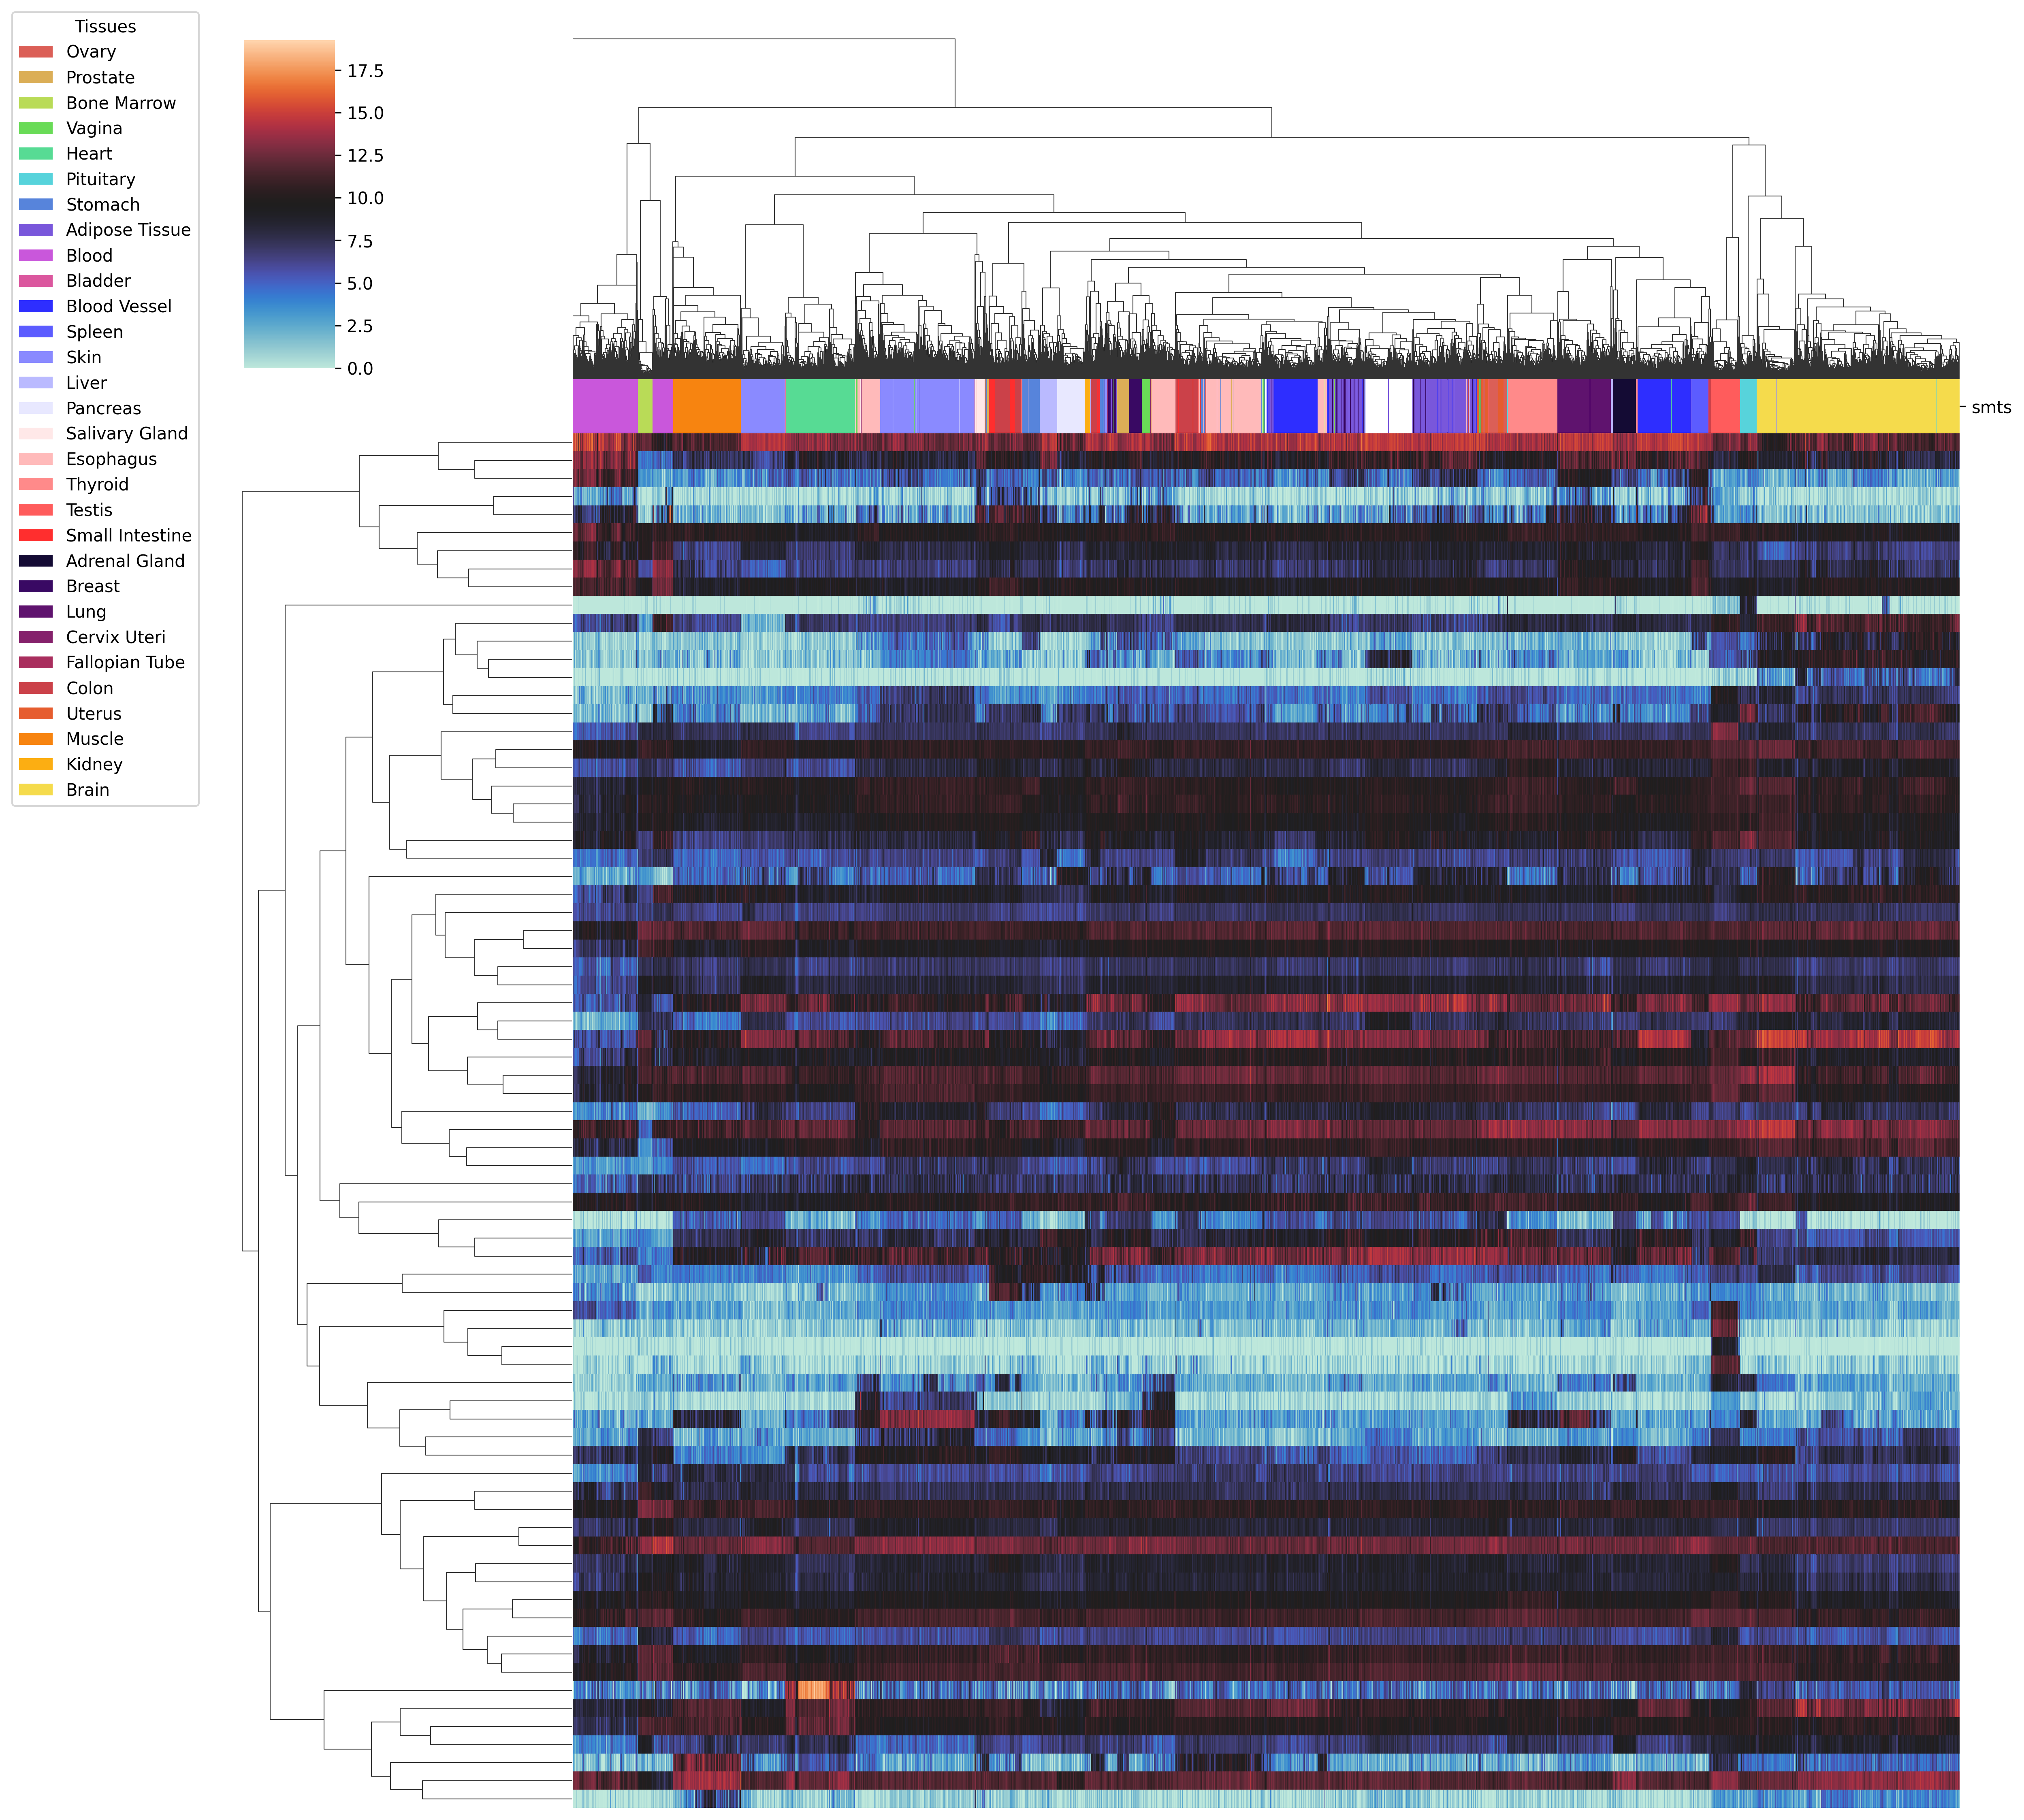 Tissues
Ovary
Prostate
Bone Marrow
Vagina
Heart
Pituitary
Stomach
Adipose Tissue
Blood
Bladder
Blood Vessel
Spleen
Skin
Liver
Pancreas
Salivary Gland
Esophagus
Thyroid
Testis
Small Intestine
Adrenal Gland
Breast
Lung
Cervix Uteri
Fallopian Tube
Colon
Uterus
Muscle
Kidney
Brain
17.5
15.0
12.5
10.0
7.5
5.0
2.5
0.0
smts